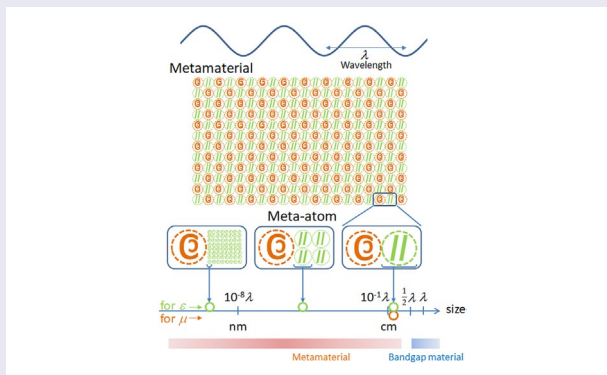 λ
Wavelength
Metamaterial
Meta-atom
10⁻⁸λ
10⁻¹λ
½λ
λ
for ε
for μ
size
nm
cm
Metamaterial
Bandgap material